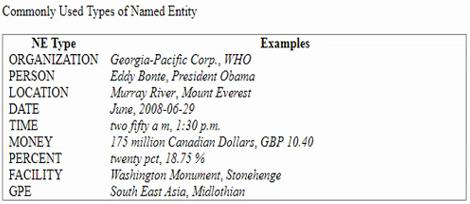 Commonly Used Types of Named Entity
NE Type Examples
ORGANIZATION Georgia-Pacific Corp., WHO
PERSON Eddy Bonte, President Obama
LOCATION Murray River, Mount Everest
DATE June, 2008-06-29
TIME two fifty a m, 1:30 p.m.
MONEY 175 million Canadian Dollars, GBP 10.40
PERCENT twenty pct, 18.75 %
FACILITY Washington Monument, Stonehenge
GPE South East Asia, Midlothian